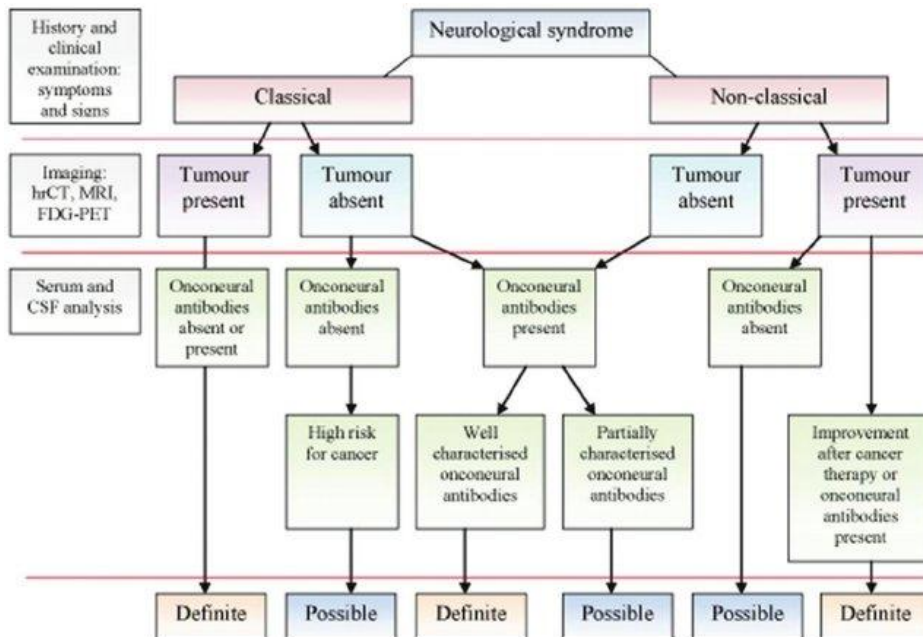 History and
clinical
examination:
symptoms
and signs
Neurological syndrome
Classical
Non-classical
Imaging:
hrCT, MRI,
FDG-PET
Tumour
present
Tumour
absent
Tumour
absent
Tumour
present
Serum and
CSF analysis
Onconeural
antibodies
absent or
present
Onconeural
antibodies
absent
Onconeural
antibodies
present
Onconeural
antibodies
absent
High risk
for cancer
Well
characterised
onconeural
antibodies
Partially
characterised
onconeural
antibodies
Improvement
after cancer
therapy or
onconeural
antibodies
present
Definite
Possible
Definite
Possible
Possible
Definite